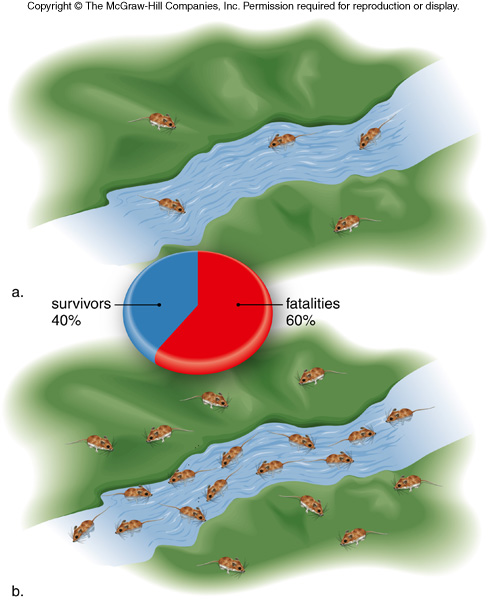 Copyright © The McGraw-Hill Companies, Inc. Permission required for reproduction or display.
a.
survivors
40%
fatalities
60%
b.